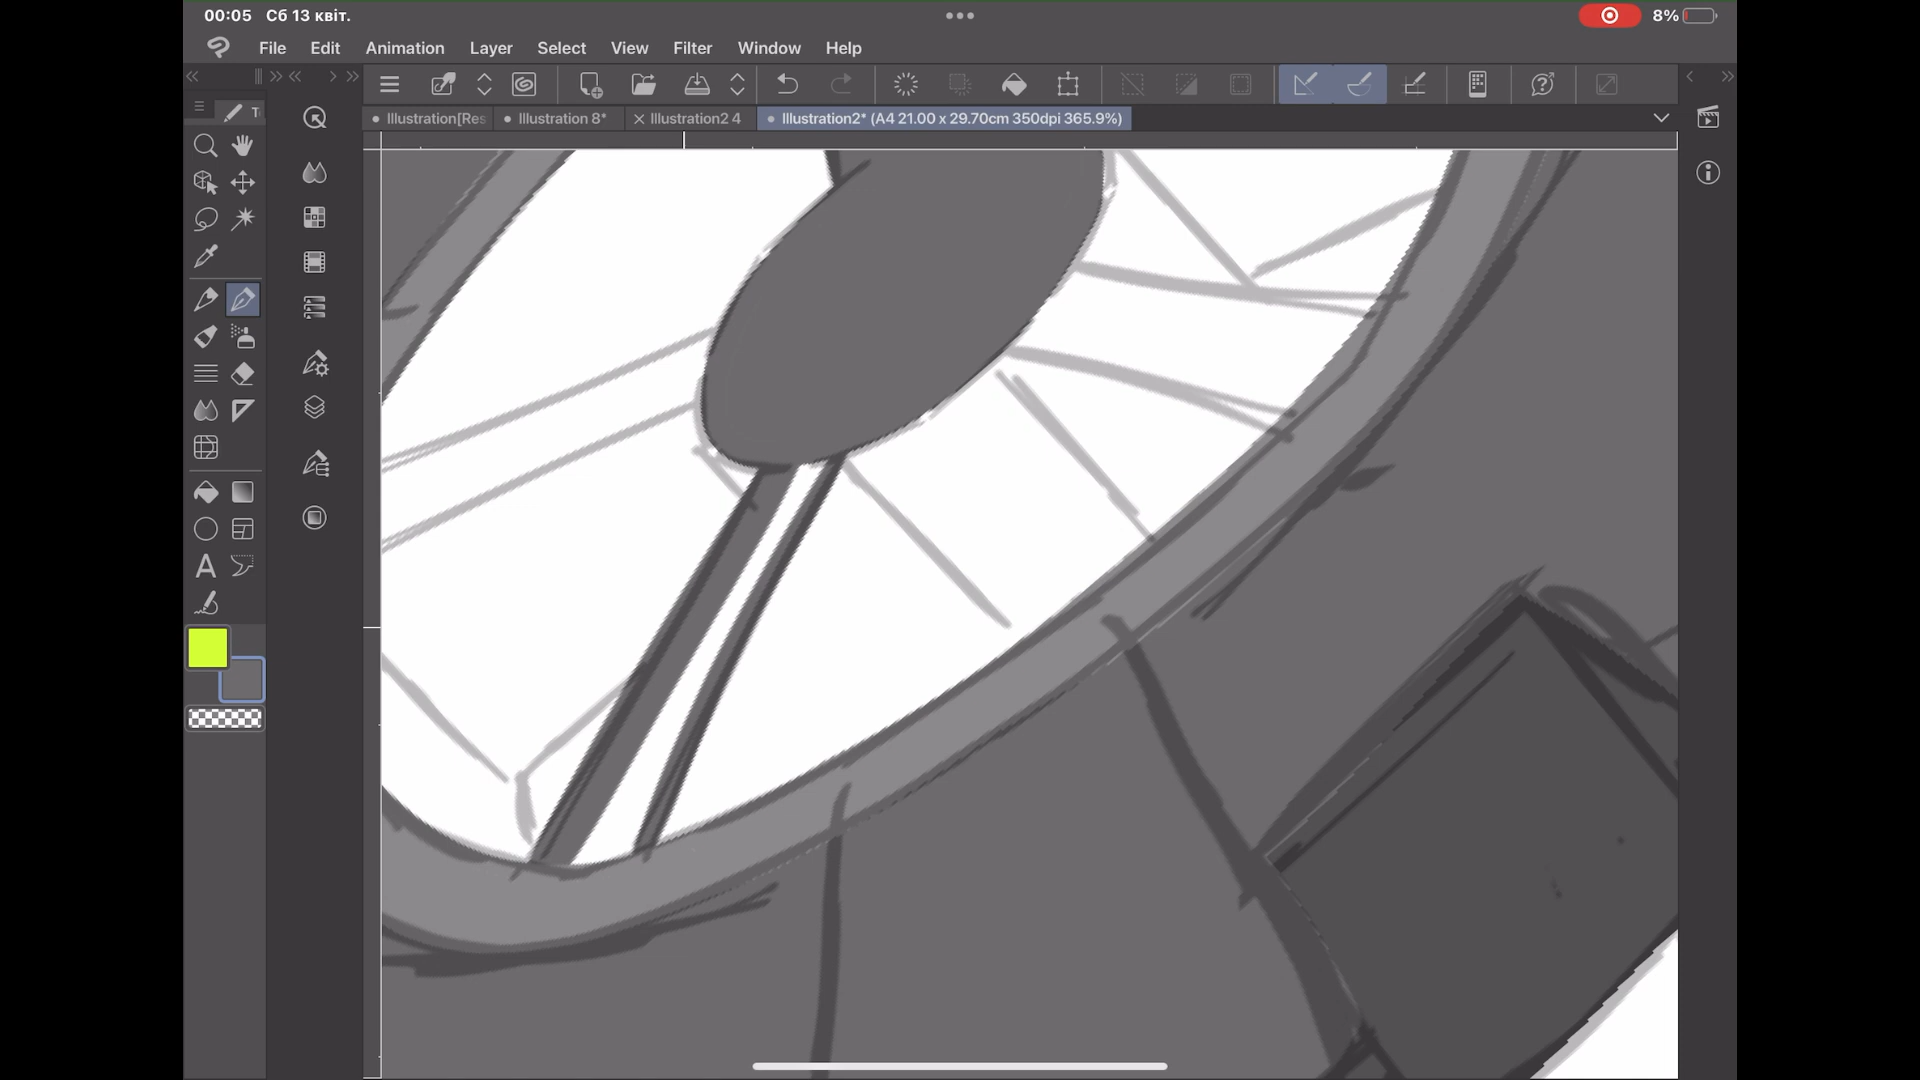 00:05 Сб 13 квіт.
8%
File Edit Animation Layer Select View Filter Window Help
Illustration[Res Illustration 8* Illustration2 4 Illustration2* (A4 21.00 x 29.70cm 350dpi 365.9%)
A